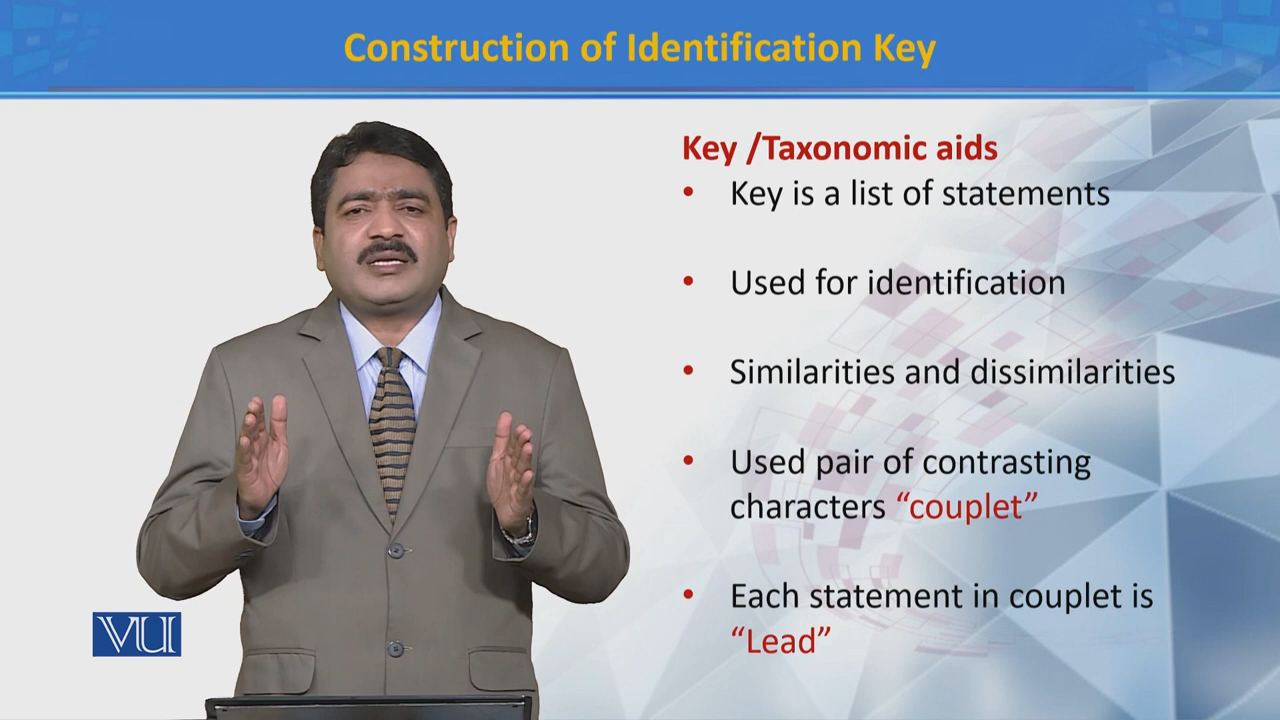 Construction of Identification Key
Key /Taxonomic aids
• Key is a list of statements
• Used for identification
• Similarities and dissimilarities
• Used pair of contrasting
characters “couplet”
• Each statement in couplet is
“Lead”
VU